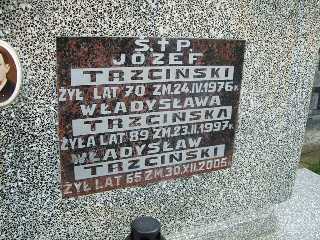 Ś†P.
JÓZEF
TRZCIŃSKI
ŻYŁ LAT 70 ZM.24.IV.1976R.
WŁADYSŁAWA
TRZCIŃSKA
ŻYŁA LAT 89 ZM.23.II.1997R.
WŁADYSŁAW
TRZCIŃSKI
ŻYŁ LAT 65 ZM.30.XII.2005